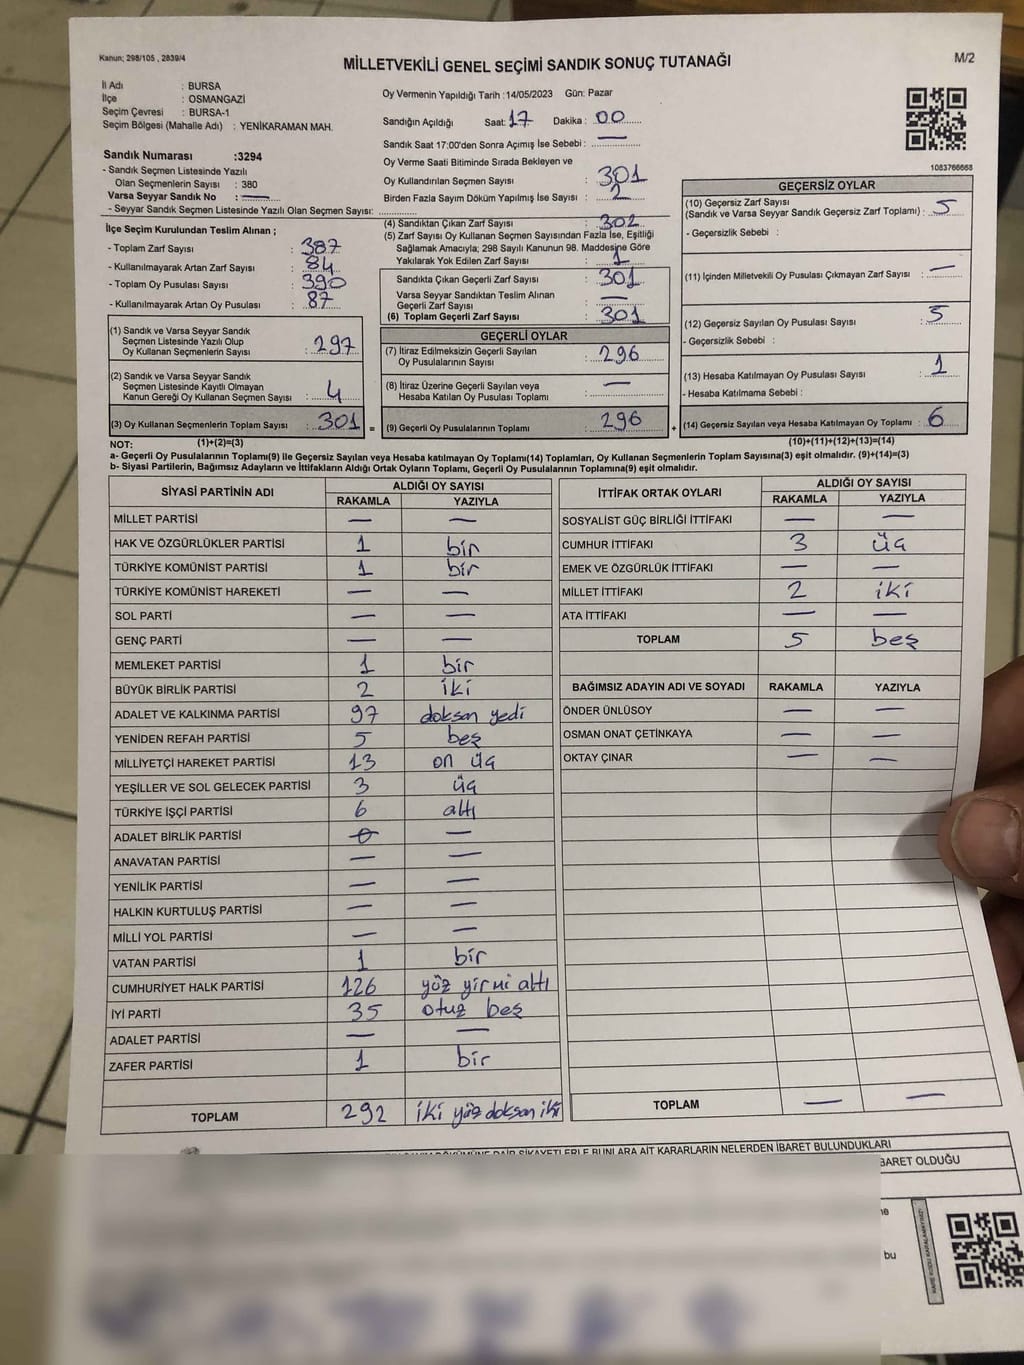 Kanun; 298/105 , 2839/4
MİLLETVEKİLİ GENEL SEÇİMİ SANDIK SONUÇ TUTANAĞI
M/2
İl Adı : BURSA
İlçe : OSMANGAZİ
Seçim Çevresi : BURSA-1
Seçim Bölgesi (Mahalle Adı) : YENİKARAMAN MAH.
Sandık Numarası :3294
- Sandık Seçmen Listesinde Yazılı
Olan Seçmenlerin Sayısı : 380
Varsa Seyyar Sandık No : —
- Seyyar Sandık Seçmen Listesinde Yazılı Olan Seçmen Sayısı:
Oy Vermenin Yapıldığı Tarih :14/05/2023 Gün: Pazar
Sandığın Açıldığı Saat: 17 Dakika : 00
Sandık Saat 17:00'den Sonra Açımış İse Sebebi : —
Oy Verme Saati Bitiminde Sırada Bekleyen ve
Oy Kullandırılan Seçmen Sayısı : 301
Birden Fazla Sayım Döküm Yapılmış İse Sayısı : 2
1083766668
İlçe Seçim Kurulundan Teslim Alınan ;
- Toplam Zarf Sayısı : 387
- Kullanılmayarak Artan Zarf Sayısı : 84
- Toplam Oy Pusulası Sayısı : 390
- Kullanılmayarak Artan Oy Pusulası : 87
(1) Sandık ve Varsa Seyyar Sandık
Seçmen Listesinde Yazılı Olup
Oy Kullanan Seçmenlerin Sayısı : 297
(2) Sandık ve Varsa Seyyar Sandık
Seçmen Listesinde Kayıtlı Olmayan
Kanun Gereği Oy Kullanan Seçmen Sayısı : 4
(3) Oy Kullanan Seçmenlerin Toplam Sayısı : 301 =
(1)+(2)=(3)
(4) Sandıktan Çıkan Zarf Sayısı : 302
(5) Zarf Sayısı Oy Kullanan Seçmen Sayısından Fazla İse, Eşitliği
Sağlamak Amacıyla; 298 Sayılı Kanunun 98. Maddesine Göre
Yakılarak Yok Edilen Zarf Sayısı : 1
Sandıkta Çıkan Geçerli Zarf Sayısı : 301
Varsa Seyyar Sandıktan Teslim Alınan
Geçerli Zarf Sayısı : —
(6) Toplam Geçerli Zarf Sayısı : 301
GEÇERLİ OYLAR
(7) İtiraz Edilmeksizin Geçerli Sayılan
Oy Pusulalarının Sayısı : 296
(8) İtiraz Üzerine Geçerli Sayılan veya
Hesaba Katılan Oy Pusulası Toplamı : —
(9) Geçerli Oy Pusulalarının Toplamı : 296 +
GEÇERSİZ OYLAR
(10) Geçersiz Zarf Sayısı
(Sandık ve Varsa Seyyar Sandık Geçersiz Zarf Toplamı) : 5
- Geçersizlik Sebebi :
(11) İçinden Milletvekili Oy Pusulası Çıkmayan Zarf Sayısı : —
(12) Geçersiz Sayılan Oy Pusulası Sayısı : 5
- Geçersizlik Sebebi :
(13) Hesaba Katılmayan Oy Pusulası Sayısı : 1
- Hesaba Katılmama Sebebi :
(14) Geçersiz Sayılan veya Hesaba Katılmayan Oy Toplamı : 6
(10)+(11)+(12)+(13)=(14)
NOT:
a- Geçerli Oy Pusulasının Toplamı(9) ile Geçersiz Sayılan veya Hesaba katılmayan Oy Toplamı(14) Toplamları, Oy Kullanan Seçmenlerin Toplam Sayısına(3) eşit olmalıdır. (9)+(14)=(3)
b- Siyasi Partilerin, Bağımsız Adayların ve İttifakların Aldığı Ortak Oyların Toplamı, Geçerli Oy Pusulalarının Toplamına(9) eşit olmalıdır.
SİYASİ PARTİNİN ADI ALDIĞI OY SAYISI
RAKAMLA YAZIYLA
MİLLET PARTİSİ — —
HAK VE ÖZGÜRLÜKLER PARTİSİ 1 bir
TÜRKİYE KOMÜNİST PARTİSİ 1 bir
TÜRKİYE KOMÜNİST HAREKETİ — —
SOL PARTİ — —
GENÇ PARTİ — —
MEMLEKET PARTİSİ 1 bir
BÜYÜK BİRLİK PARTİSİ 2 iki
ADALET VE KALKINMA PARTİSİ 97 doksan yedi
YENİDEN REFAH PARTİSİ 5 beş
MİLLİYETÇİ HAREKET PARTİSİ 13 on üç
YEŞİLLER VE SOL GELECEK PARTİSİ 3 üç
TÜRKİYE İŞÇİ PARTİSİ 6 altı
ADALET BİRLİK PARTİSİ 0 —
ANAVATAN PARTİSİ — —
YENİLİK PARTİSİ — —
HALKIN KURTULUŞ PARTİSİ — —
MİLLİ YOL PARTİSİ — —
VATAN PARTİSİ 1 bir
CUMHURİYET HALK PARTİSİ 126 yüz yirmi altı
İYİ PARTİ 35 otuz beş
ADALET PARTİSİ — —
ZAFER PARTİSİ 1 bir
TOPLAM 292 iki yüz doksan iki
İTTİFAK ORTAK OYLARI ALDIĞI OY SAYISI
RAKAMLA YAZIYLA
SOSYALİST GÜÇ BİRLİĞİ İTTİFAKI — —
CUMHUR İTTİFAKI 3 üç
EMEK VE ÖZGÜRLÜK İTTİFAKI — —
MİLLET İTTİFAKI 2 iki
ATA İTTİFAKI — —
TOPLAM 5 beş
BAĞIMSIZ ADAYIN ADI VE SOYADI RAKAMLA YAZIYLA
ÖNDER ÜNLÜSOY — —
OSMAN ONAT ÇETİNKAYA — —
OKTAY ÇINAR — —
TOPLAM — —
DÖKÜMÜNE DAİR ŞİKAYETLERLE BUNLARA AİT KARARLARIN NELERDEN İBARET BULUNDUKLARI
İBARET OLDUĞU
ne
bu
KARE KODU KARALAMAYINIZ!